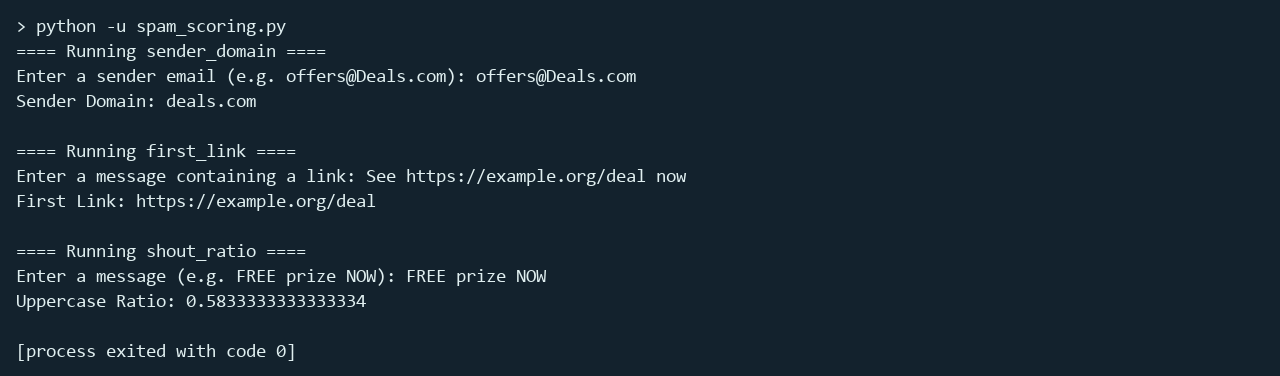 > python -u spam_scoring.py
==== Running sender_domain ====
Enter a sender email (e.g. offers@Deals.com): offers@Deals.com
Sender Domain: deals.com
==== Running first_link ====
Enter a message containing a link: See https://example.org/deal now
First Link: https://example.org/deal
==== Running shout_ratio ====
Enter a message (e.g. FREE prize NOW): FREE prize NOW
Uppercase Ratio: 0.5833333333333334
[process exited with code 0]